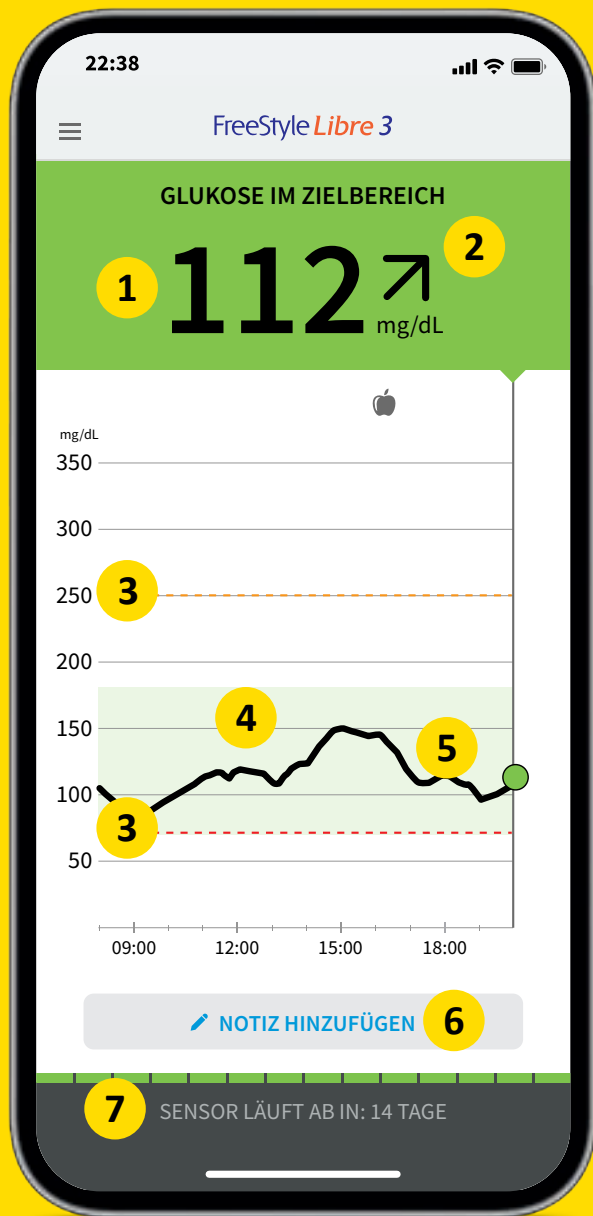 22:38
FreeStyle Libre 3
GLUKOSE IM ZIELBEREICH
1
112
2
mg/dL
mg/dL
350
300
250
3
200
150
4
5
100
3
50
09:00 12:00 15:00 18:00
NOTIZ HINZUFÜGEN
6
7
SENSOR LÄUFT AB IN: 14 TAGE